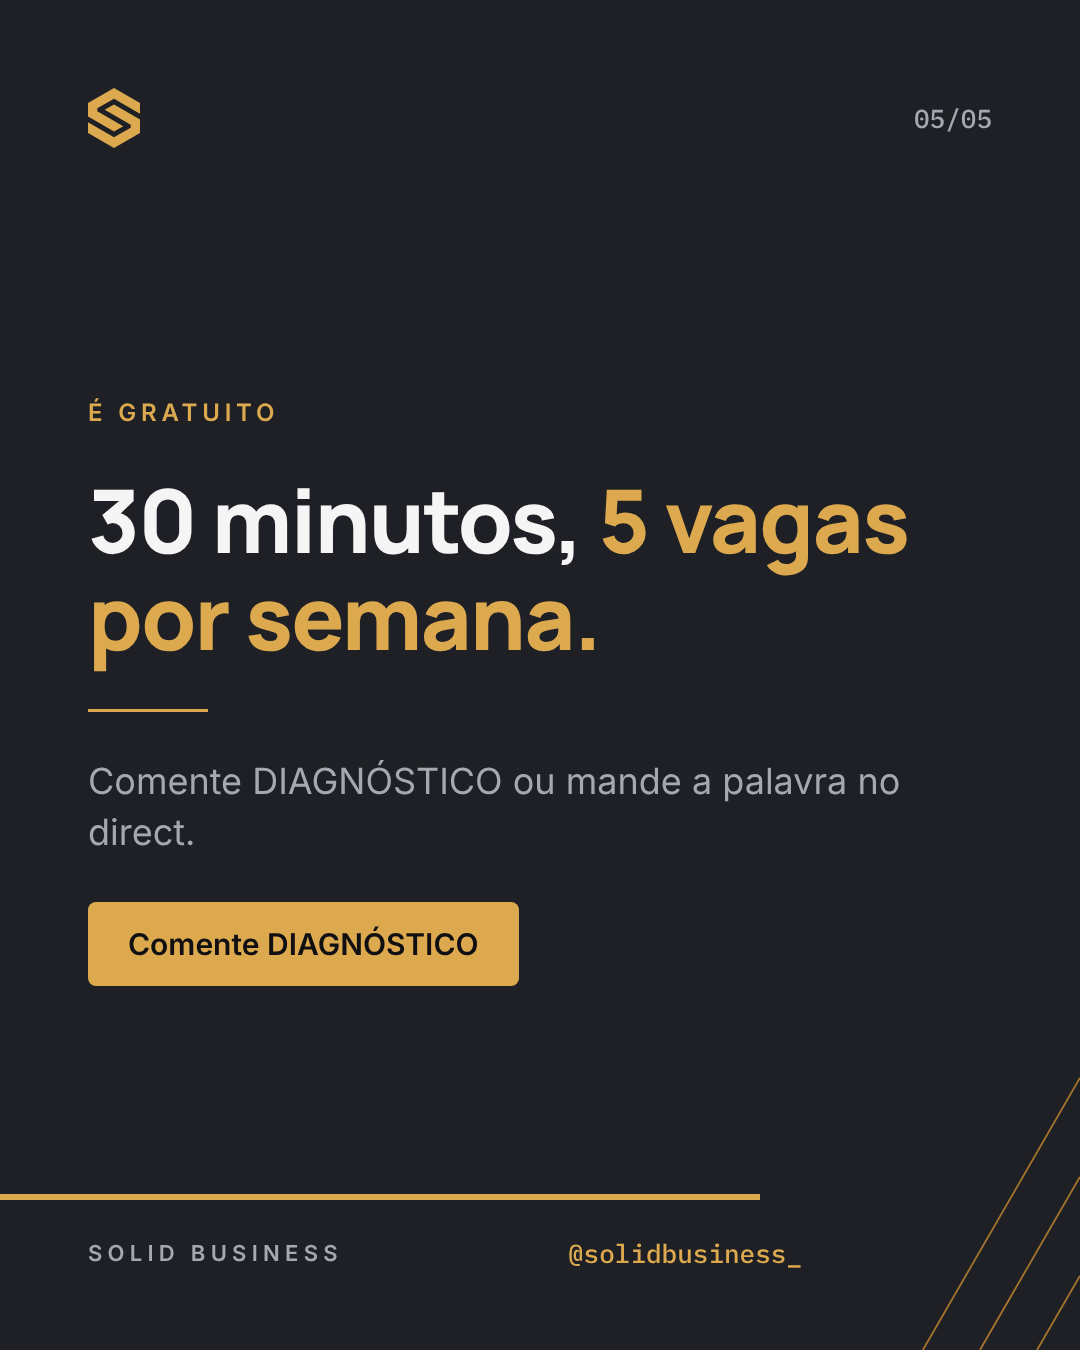 05/05
É GRATUITO
30 minutos, 5 vagas
por semana.
Comente DIAGNÓSTICO ou mande a palavra no
direct.
Comente DIAGNÓSTICO
SOLID BUSINESS
@solidbusiness_